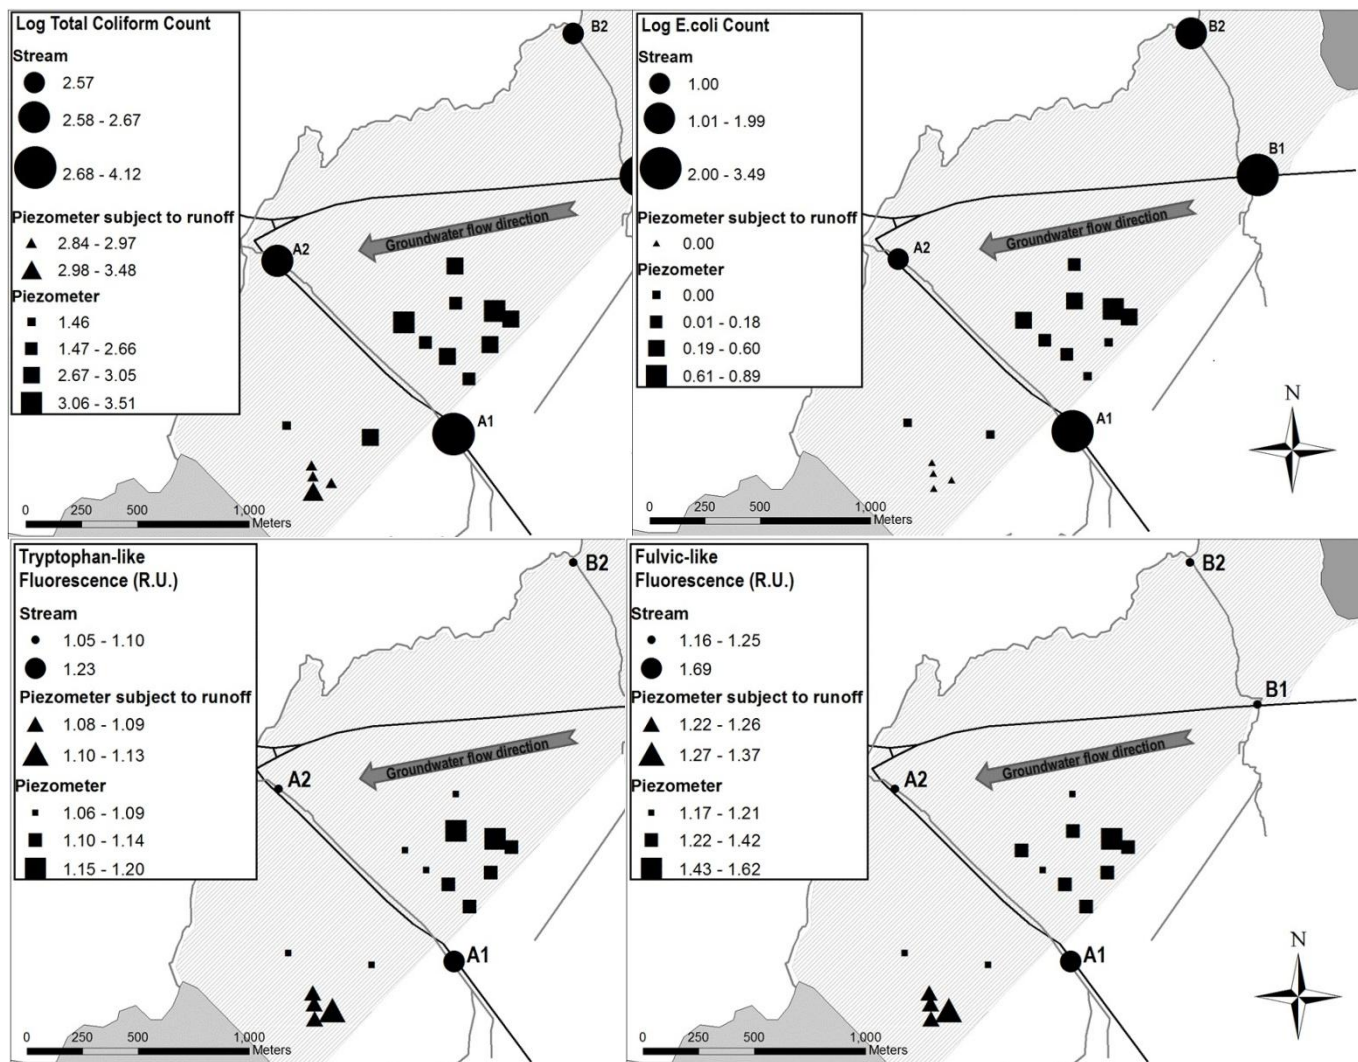 Log Total Coliform Count
Stream
2.57
2.58 - 2.67
2.68 - 4.12
Piezometer subject to runoff
2.84 - 2.97
2.98 - 3.48
Piezometer
1.46
1.47 - 2.66
2.67 - 3.05
3.06 - 3.51
B2
A2
Groundwater flow direction
A1
0 250 500 1,000
Meters
Log E.coli Count
Stream
1.00
1.01 - 1.99
2.00 - 3.49
Piezometer subject to runoff
0.00
Piezometer
0.00
0.01 - 0.18
0.19 - 0.60
0.61 - 0.89
B2
B1
A2
Groundwater flow direction
A1
N
0 250 500 1,000
Meters
Tryptophan-like
Fluorescence (R.U.)
Stream
1.05 - 1.10
1.23
Piezometer subject to runoff
1.08 - 1.09
1.10 - 1.13
Piezometer
1.06 - 1.09
1.10 - 1.14
1.15 - 1.20
B2
A2
Groundwater flow direction
A1
0 250 500 1,000
Meters
Fulvic-like
Fluorescence (R.U.)
Stream
1.16 - 1.25
1.69
Piezometer subject to runoff
1.22 - 1.26
1.27 - 1.37
Piezometer
1.17 - 1.21
1.22 - 1.42
1.43 - 1.62
B2
B1
A2
Groundwater flow direction
A1
N
0 250 500 1,000
Meters